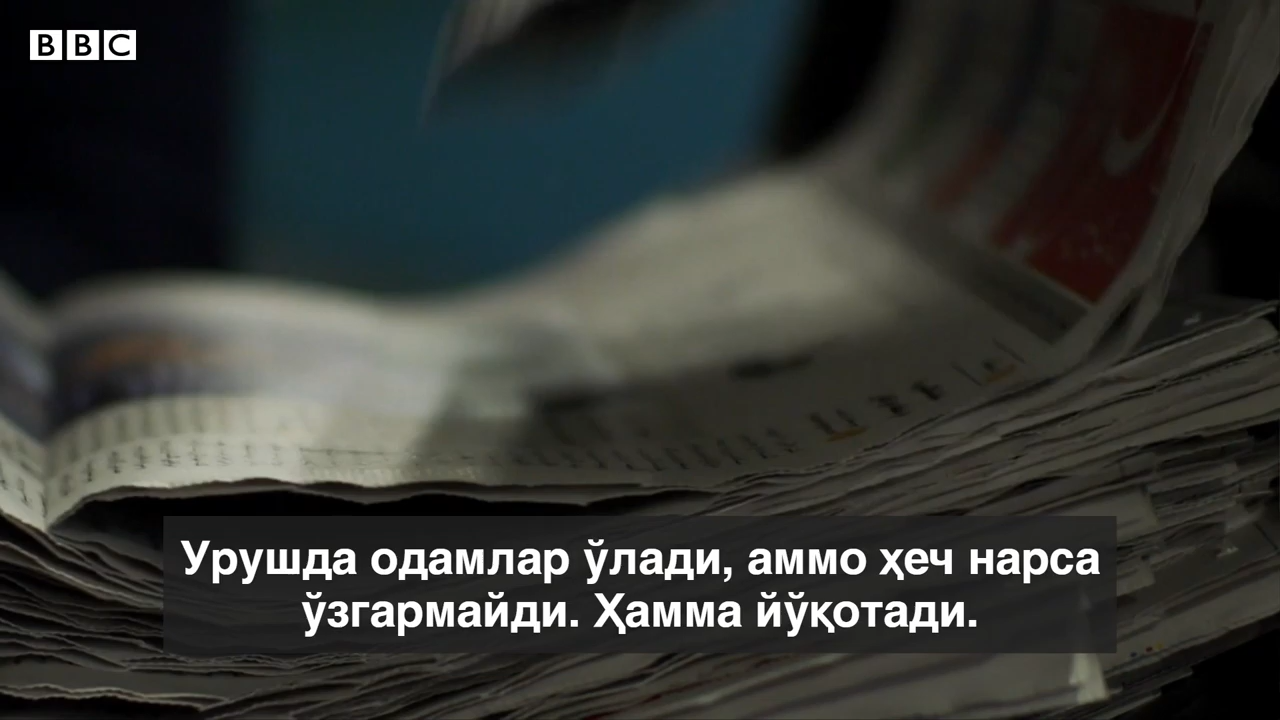 BBC
Урушда одамлар ўлади, аммо ҳеч нарса
ўзгармайди. Ҳамма йўқотади.